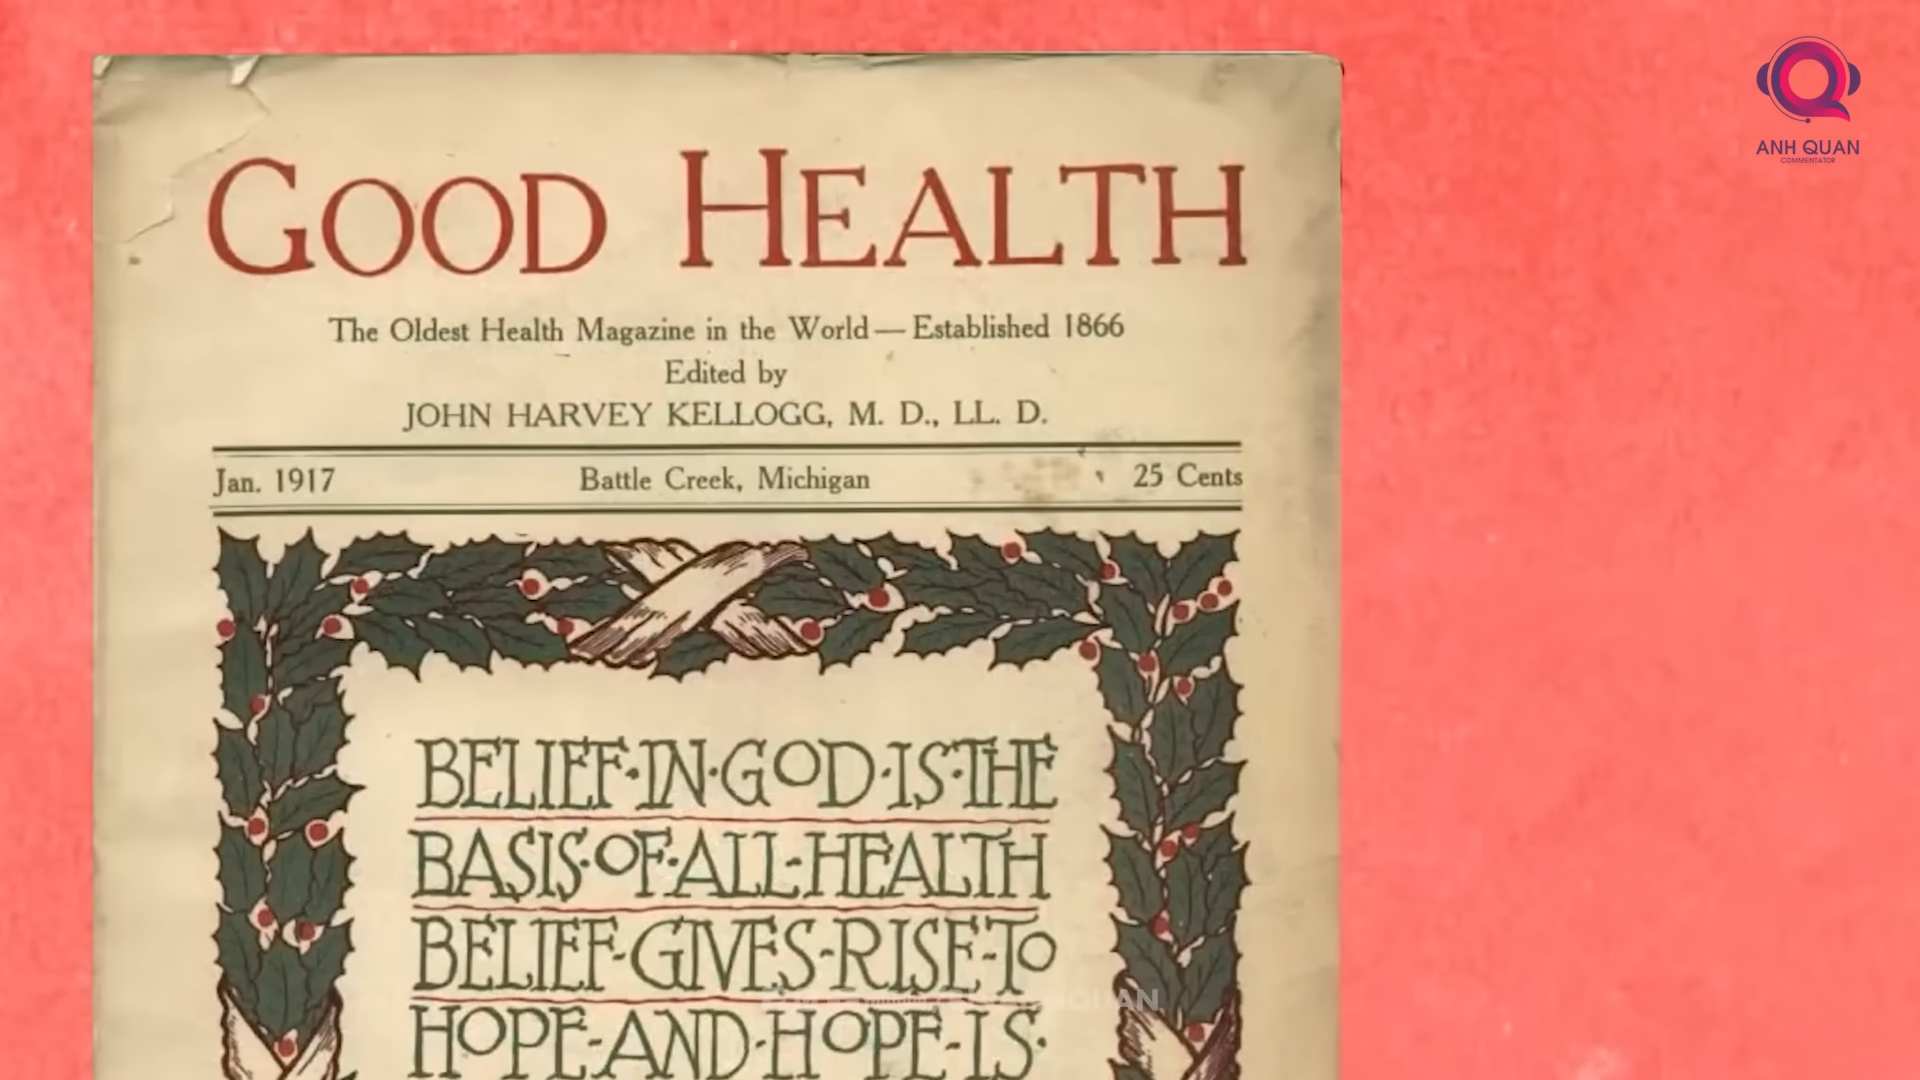 GOOD HEALTH
The Oldest Health Magazine in the World — Established 1866
Edited by
JOHN HARVEY KELLOGG, M. D., LL. D.
Jan. 1917 Battle Creek, Michigan 25 Cents
BELIEF·IN·GOD·IS·THE
BASIS·OF·ALL·HEALTH
BELIEF·GIVES·RISE·TO
HOPE·AND·HOPE·IS·
ANH QUAN
COMMENTATOR